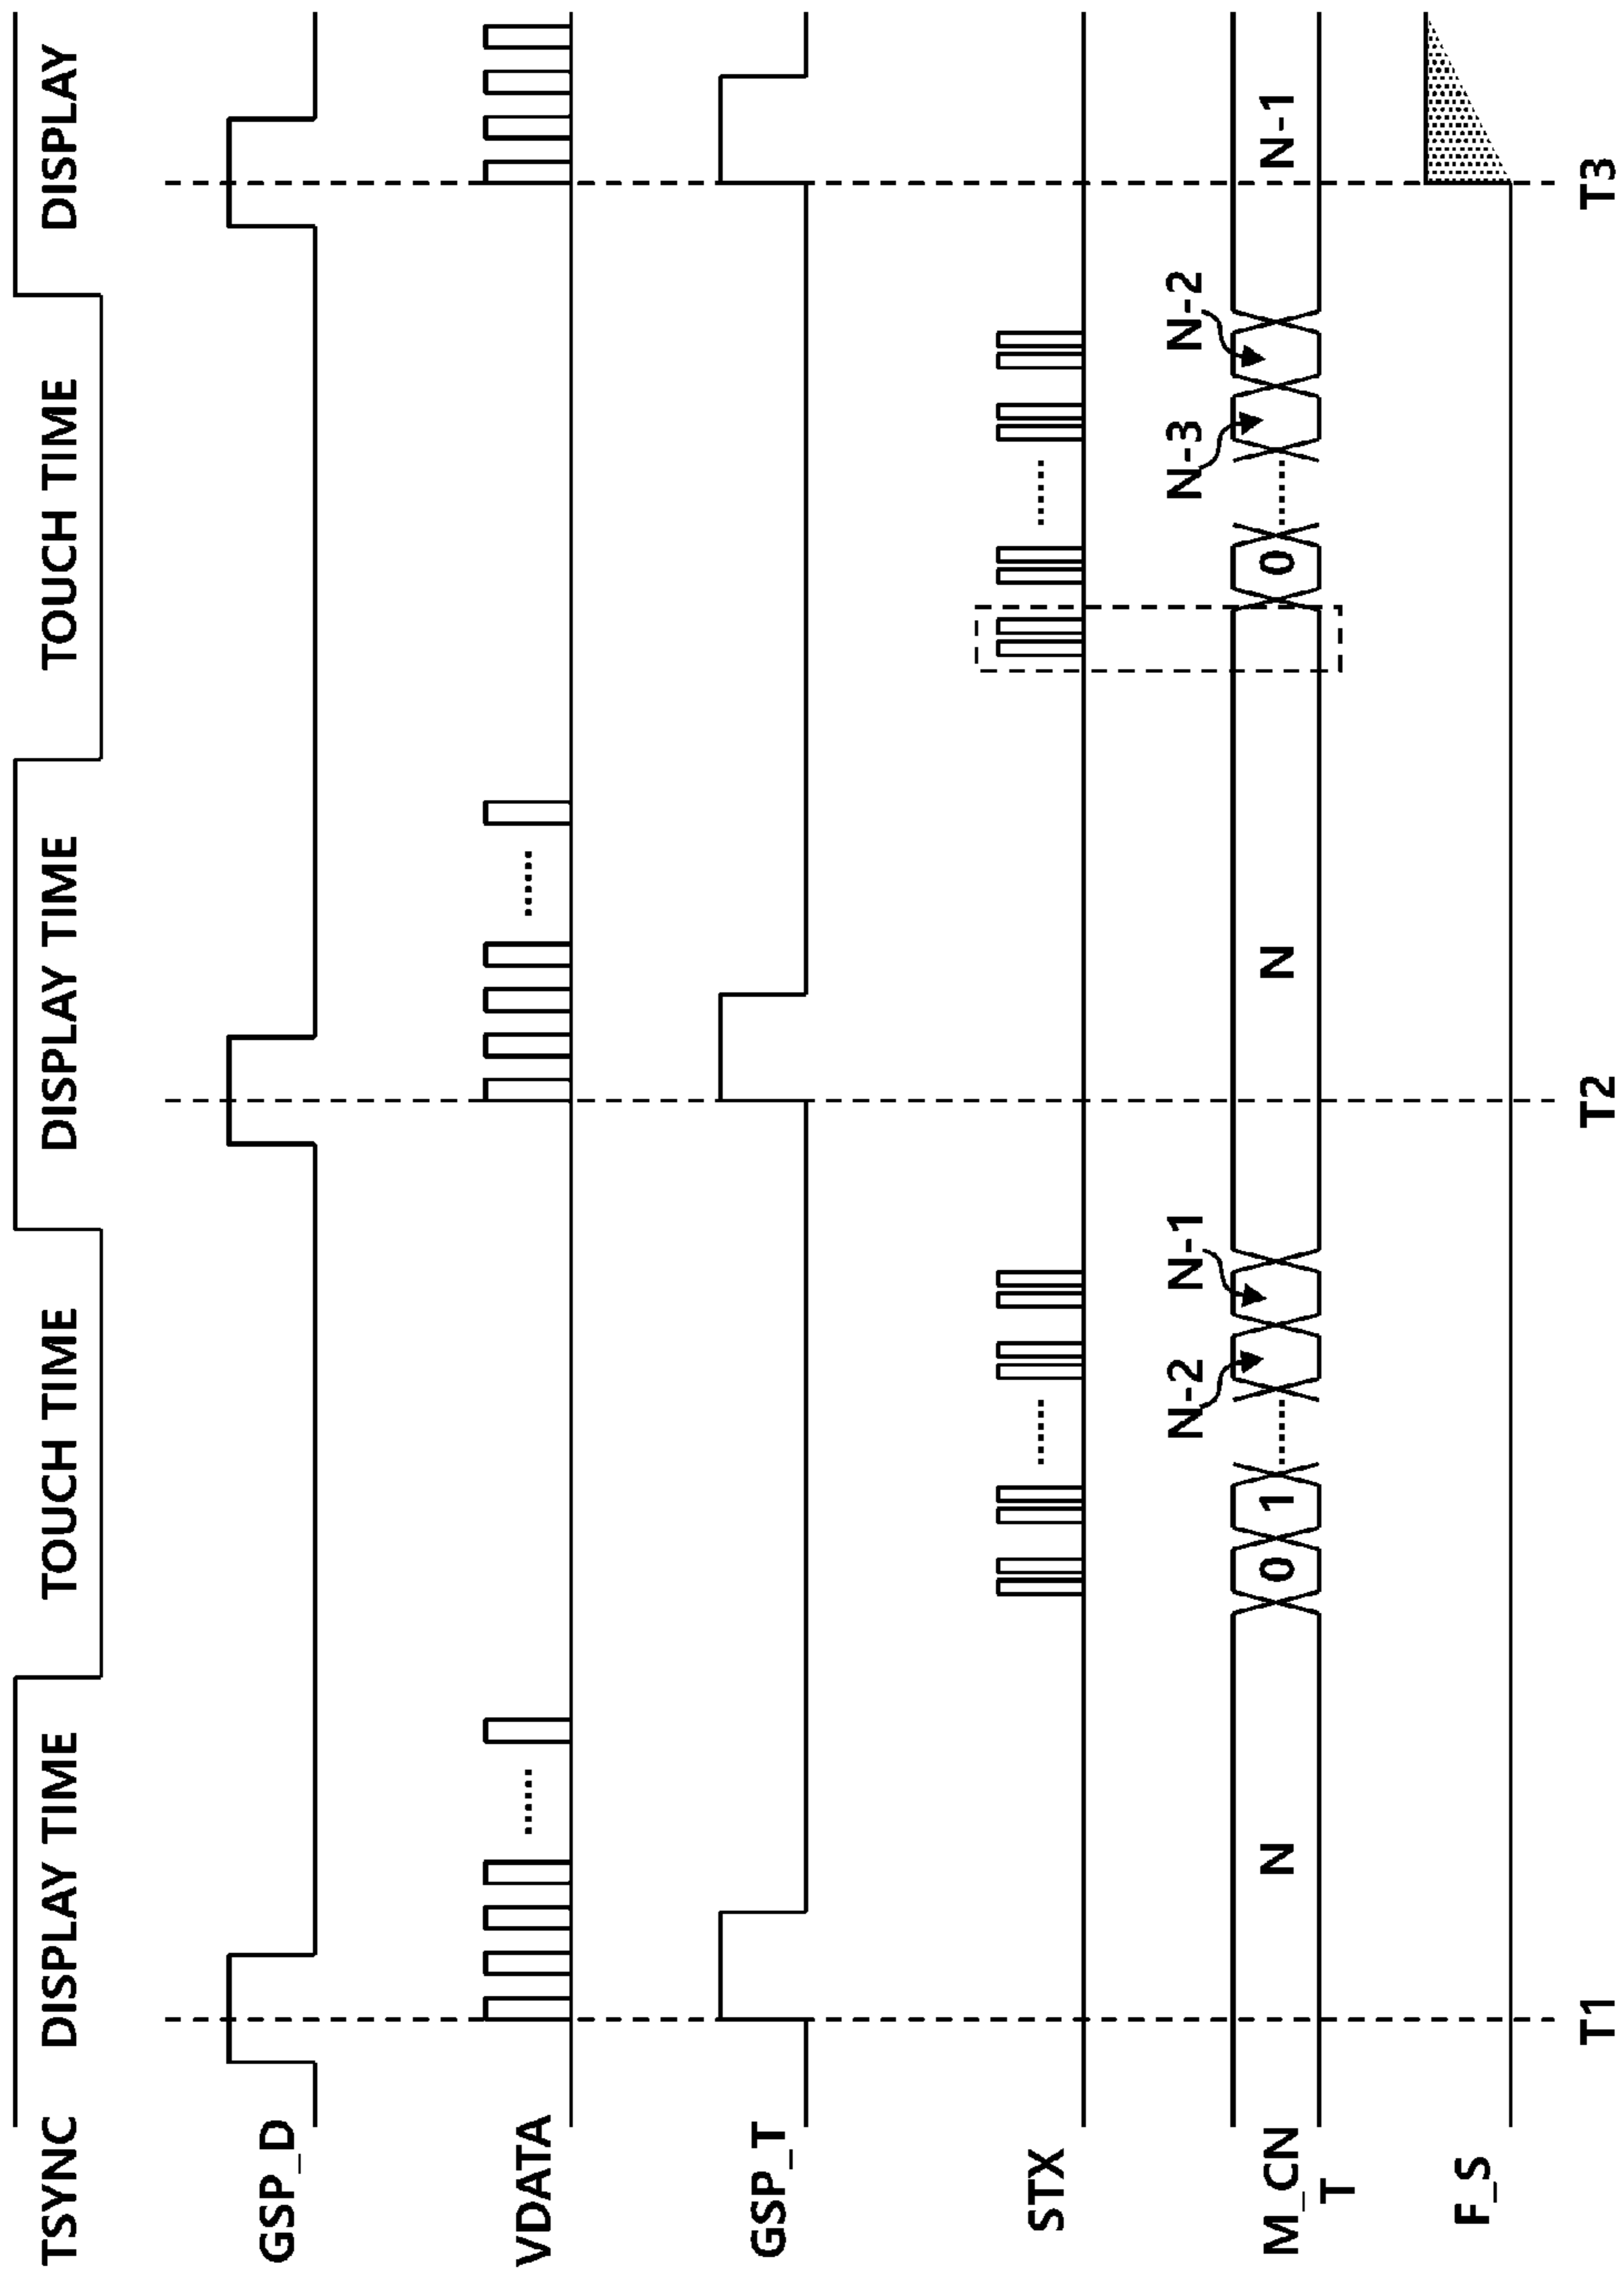 TSYNC DISPLAY TIME TOUCH TIME DISPLAY TIME TOUCH TIME DISPLAY
GSP_D
VDATA
GSP_T
STX
N-2 N-1 N-3 N-2
M_CN
T
N 0 1 N 0 N-1
F_S
T1 T2 T3